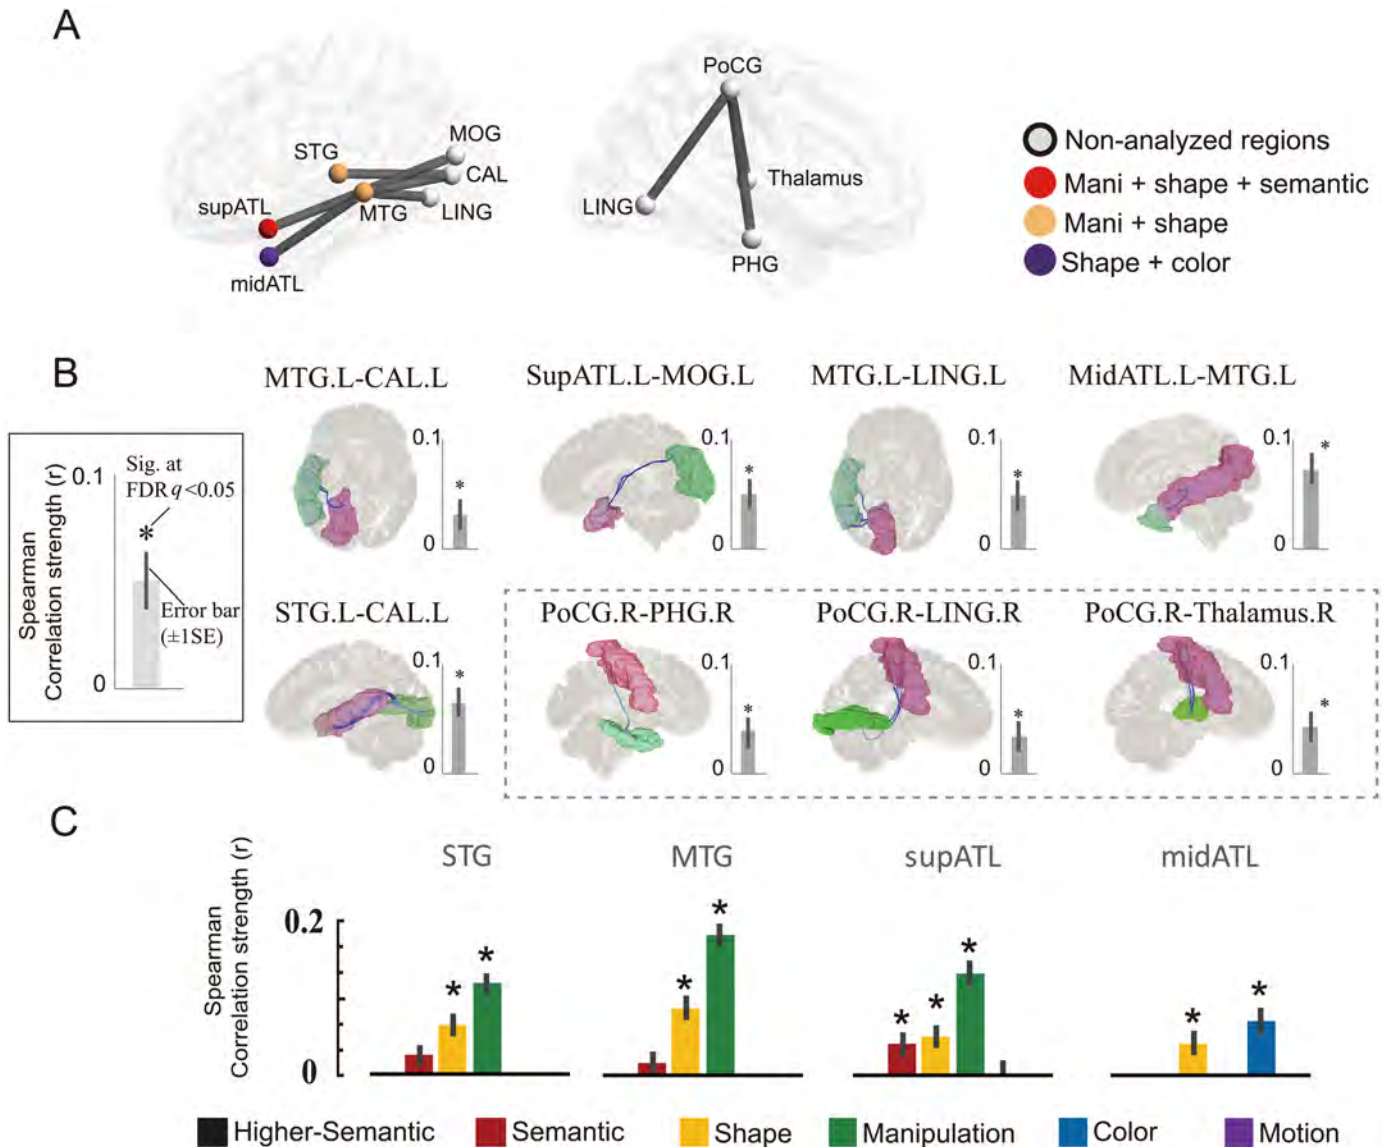 A
STG
MOG
CAL
LING
MTG
supATL
midATL
PoCG
Thalamus
LING
PHG
Non-analyzed regions
Mani + shape + semantic
Mani + shape
Shape + color
B
Spearman
Correlation strength (r)
0.1
Sig. at
FDR q <0.05
*
Error bar
(±1SE)
0
MTG.L-CAL.L
0.1
*
0
SupATL.L-MOG.L
0.1
*
0
MTG.L-LING.L
0.1
*
0
MidATL.L-MTG.L
0.1
*
0
STG.L-CAL.L
0.1
*
0
PoCG.R-PHG.R
0.1
*
0
PoCG.R-LING.R
0.1
*
0
PoCG.R-Thalamus.R
0.1
*
0
C
Spearman
Correlation strength (r)
0.2
0
STG
* *
MTG
* *
supATL
* * *
midATL
* *
Higher-Semantic
Semantic
Shape
Manipulation
Color
Motion